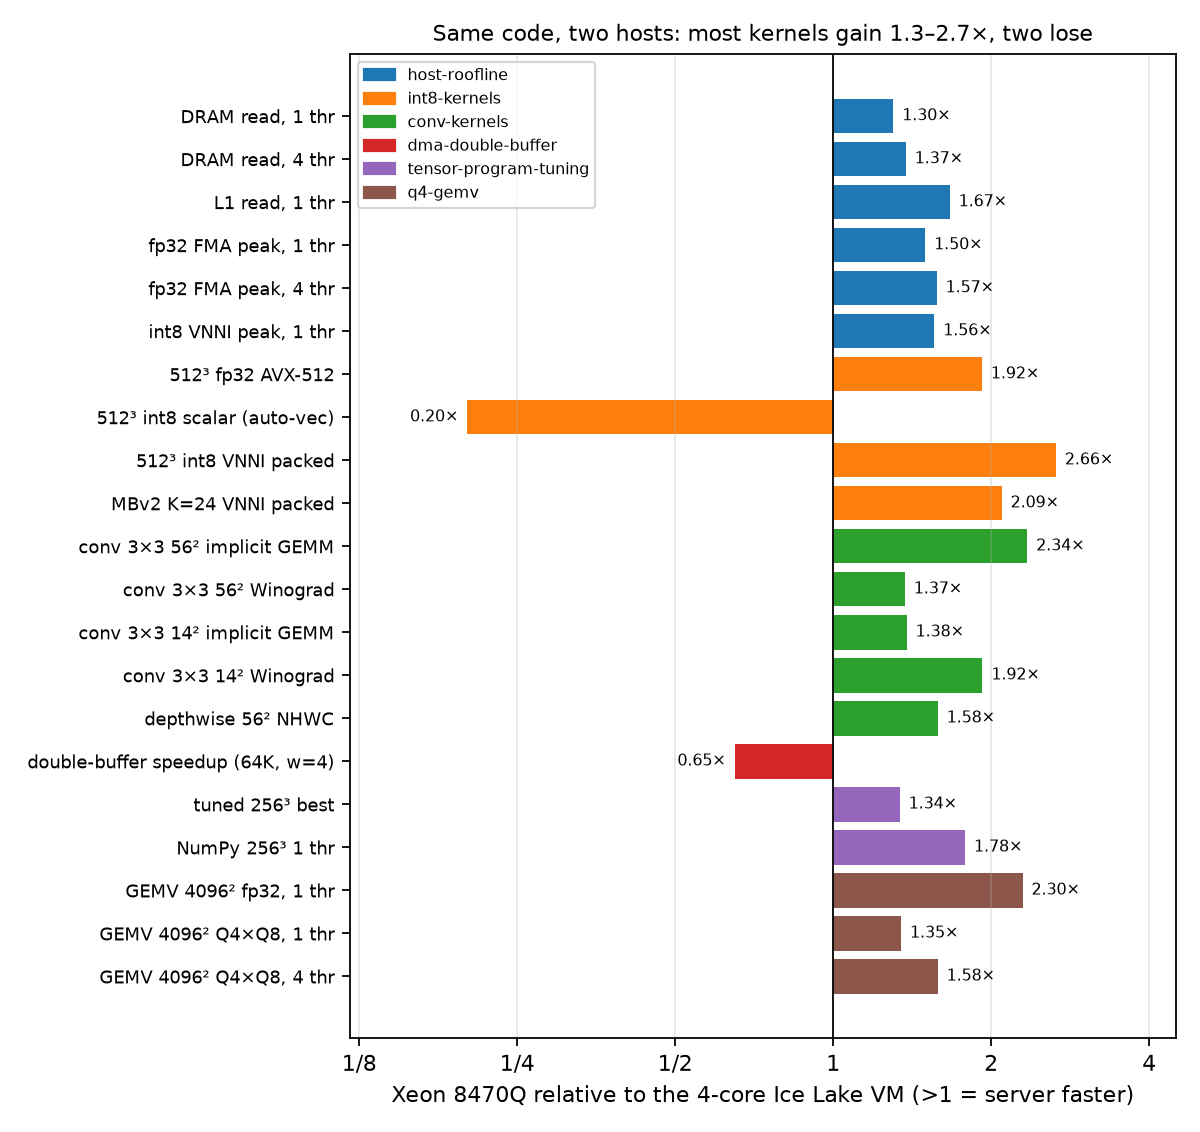 Same code, two hosts: most kernels gain 1.3–2.7×, two lose
host-roofline
int8-kernels
conv-kernels
dma-double-buffer
tensor-program-tuning
q4-gemv
DRAM read, 1 thr 1.30×
DRAM read, 4 thr 1.37×
L1 read, 1 thr 1.67×
fp32 FMA peak, 1 thr 1.50×
fp32 FMA peak, 4 thr 1.57×
int8 VNNI peak, 1 thr 1.56×
512³ fp32 AVX-512 1.92×
512³ int8 scalar (auto-vec) 0.20×
512³ int8 VNNI packed 2.66×
MBv2 K=24 VNNI packed 2.09×
conv 3×3 56² implicit GEMM 2.34×
conv 3×3 56² Winograd 1.37×
conv 3×3 14² implicit GEMM 1.38×
conv 3×3 14² Winograd 1.92×
depthwise 56² NHWC 1.58×
double-buffer speedup (64K, w=4) 0.65×
tuned 256³ best 1.34×
NumPy 256³ 1 thr 1.78×
GEMV 4096² fp32, 1 thr 2.30×
GEMV 4096² Q4×Q8, 1 thr 1.35×
GEMV 4096² Q4×Q8, 4 thr 1.58×
1/8 1/4 1/2 1 2 4
Xeon 8470Q relative to the 4-core Ice Lake VM (>1 = server faster)